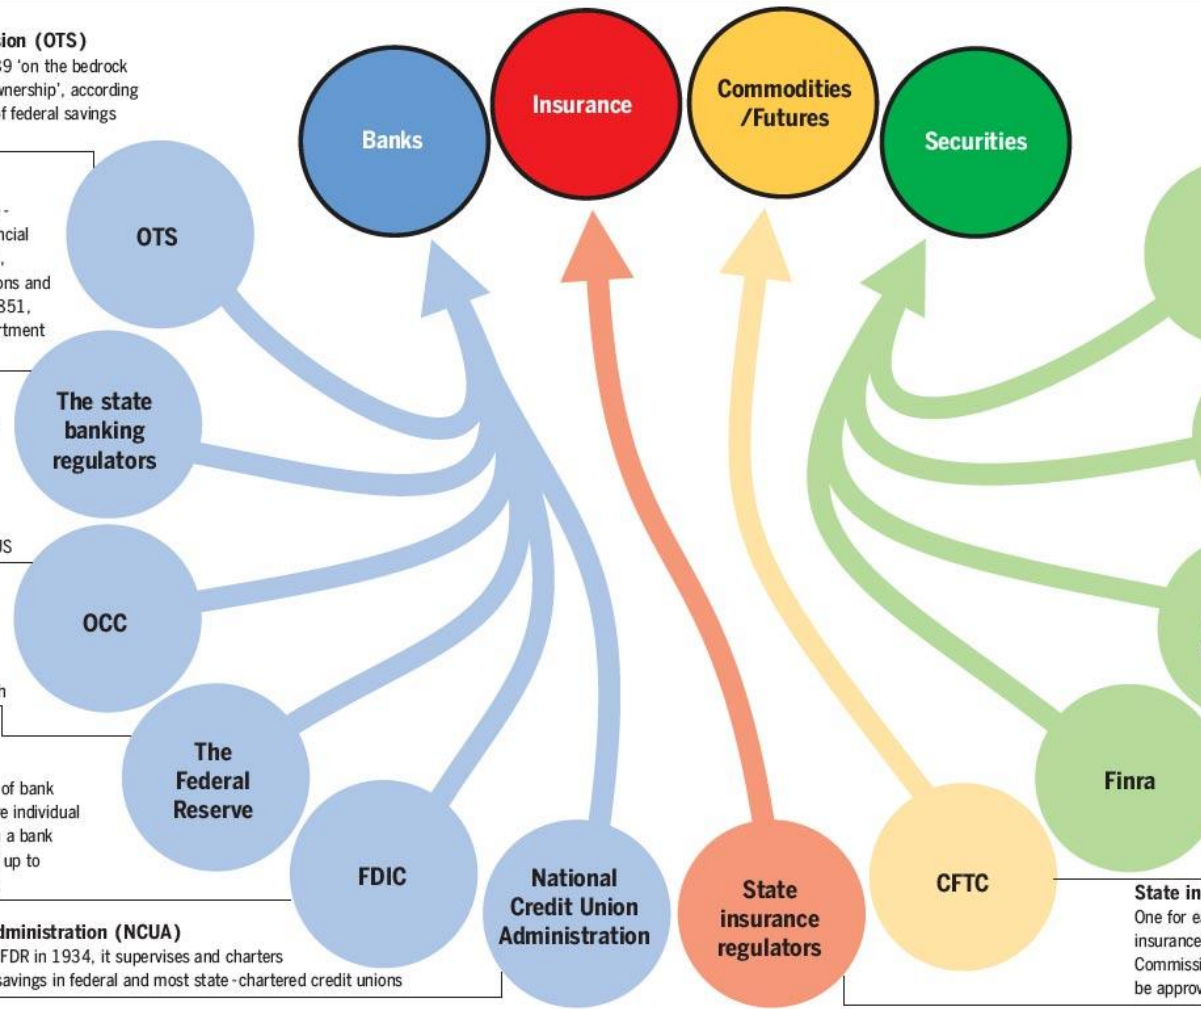 sion (OTS)
39 ‘on the bedrock
wnership’, according
of federal savings
Banks
Insurance
Commodities
/Futures
Securities
OTS
-
ncial
,
ons and
851,
rtment
The state
banking
regulators
US
OCC
h
The
Federal
Reserve
of bank
e individual
a bank
up to
FDIC
National
Credit Union
Administration
State
insurance
regulators
CFTC
Finra
dministration (NCUA)
FDR in 1934, it supervises and charters
savings in federal and most state-chartered credit unions
State in
One for e
insurance
Commissi
be approv